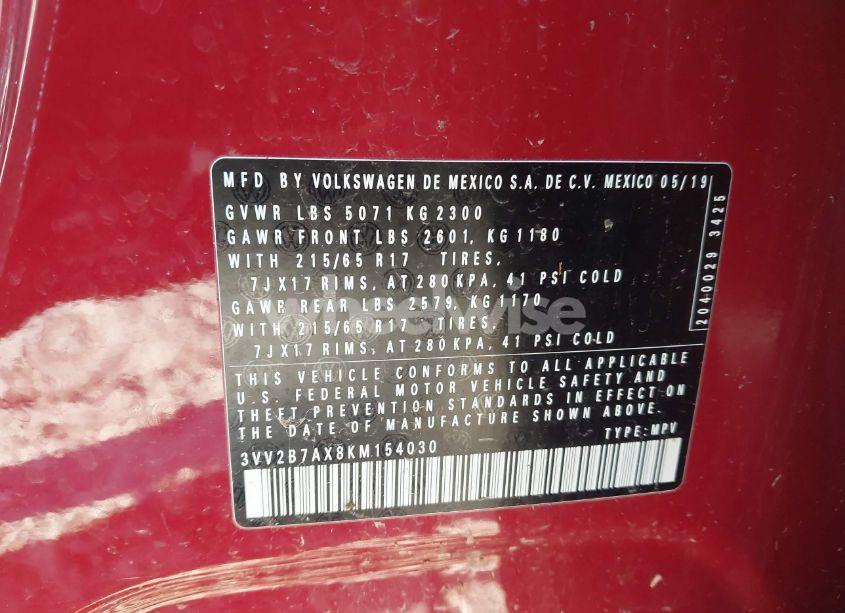 MFD BY VOLKSWAGEN DE MEXICO S.A. DE C.V. MEXICO 05/19
GVWR LBS 5071 KG 2300
GAWR FRONT LBS 2601, KG 1180
WITH 215/65 R17 TIRES,
7JX17 RIMS, AT 280 KPA, 41 PSI COLD
GAWR REAR LBS 2579, KG 1170
WITH 215/65 R17 TIRES,
7JX17 RIMS, AT 280 KPA, 41 PSI COLD
THIS VEHICLE CONFORMS TO ALL APPLICABLE
U.S. FEDERAL MOTOR VEHICLE SAFETY AND
THEFT PREVENTION STANDARDS IN EFFECT ON
THE DATE OF MANUFACTURE SHOWN ABOVE.
3VV2B7AX8KM154030 TYPE: MPV
2040029 3425